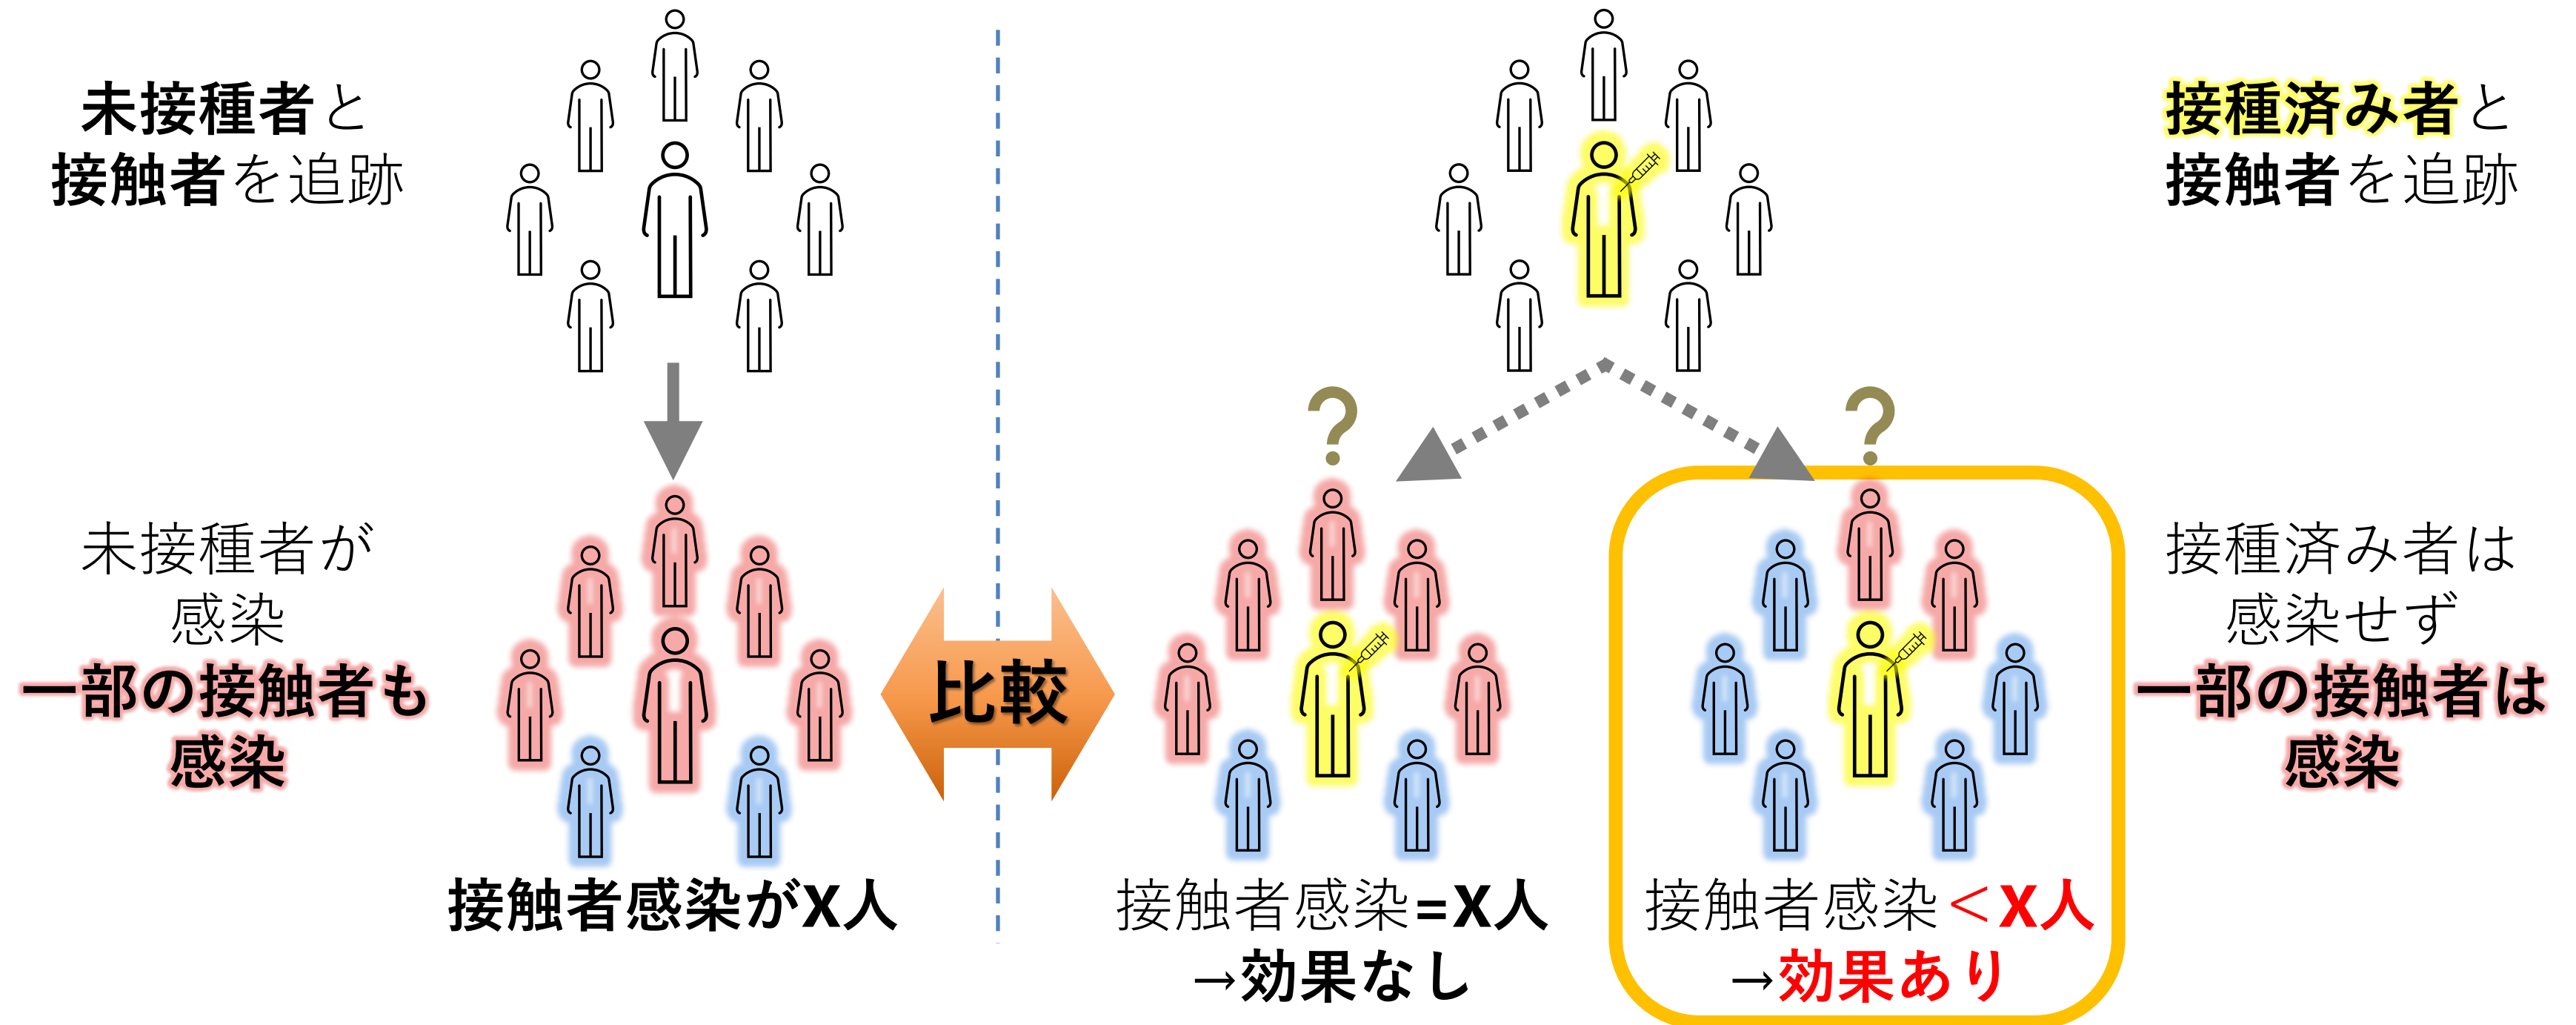 未接種者と
接触者を追跡
接種済み者と
接触者を追跡
?
?
未接種者が
感染
一部の接触者も
感染
比較
接種済み者は
感染せず
一部の接触者は
感染
接触者感染がX人
接触者感染=X人
→効果なし
接触者感染<X人
→効果あり